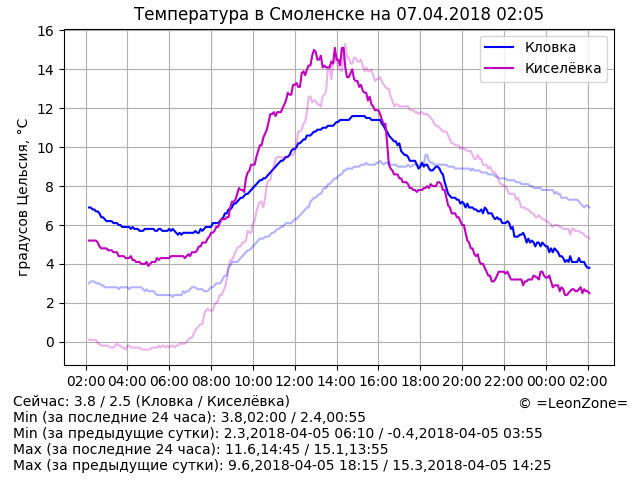 Температура в Смоленске на 07.04.2018 02:05
градусов Цельсия, °C
16
14
12
10
8
6
4
2
0
Кловка
Киселёвка
02:00 04:00 06:00 08:00 10:00 12:00 14:00 16:00 18:00 20:00 22:00 00:00 02:00
Сейчас: 3.8 / 2.5 (Кловка / Киселёвка)
© =LeonZone=
Min (за последние 24 часа): 3.8,02:00 / 2.4,00:55
Min (за предыдущие сутки): 2.3,2018-04-05 06:10 / -0.4,2018-04-05 03:55
Max (за последние 24 часа): 11.6,14:45 / 15.1,13:55
Max (за предыдущие сутки): 9.6,2018-04-05 18:15 / 15.3,2018-04-05 14:25